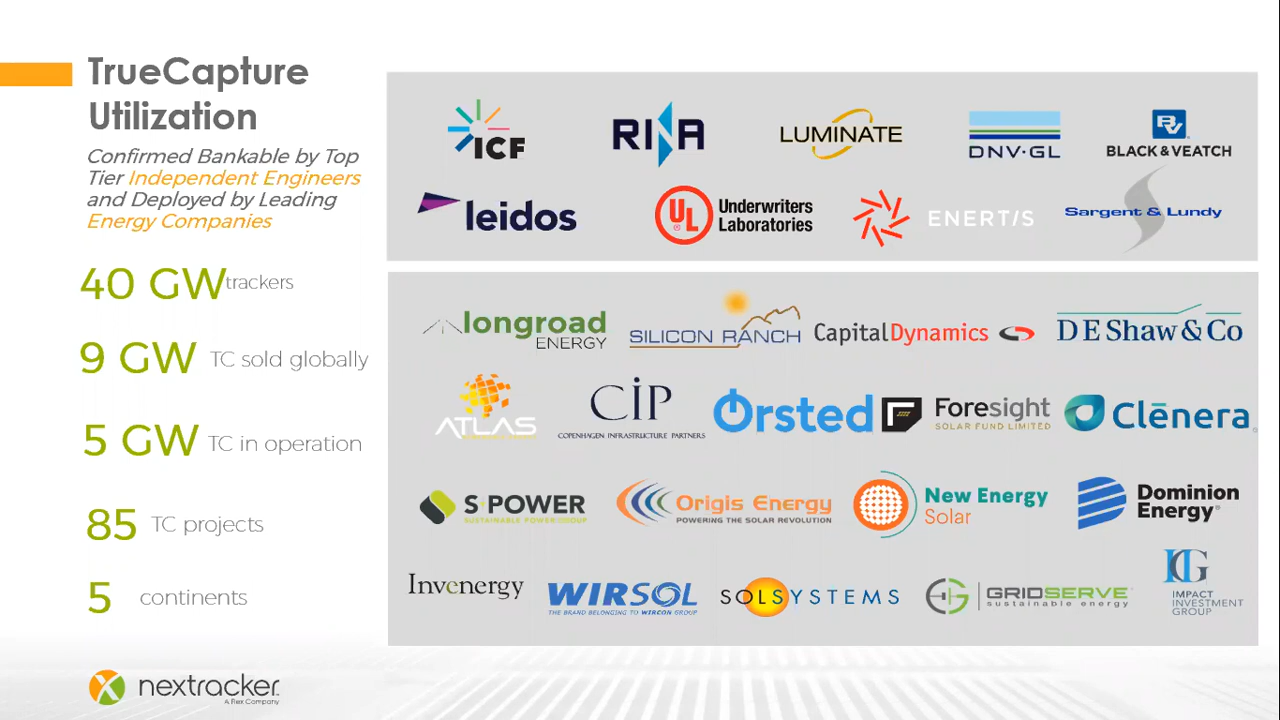 TrueCapture
Utilization
Confirmed Bankable by Top
Tier Independent Engineers
and Deployed by Leading
Energy Companies
40 GW trackers
9 GW TC sold globally
5 GW TC in operation
85 TC projects
5 continents
nextracker.
A Flex Company
ICF
RINA
LUMINATE
DNV·GL
BV
BLACK & VEATCH
leidos
UL
®
Underwriters
Laboratories
ENERTIS
Sargent & Lundy
longroad
ENERGY
SILICON RANCH
CapitalDynamics
DE Shaw & Co
ATLAS
CIP
COPENHAGEN INFRASTRUCTURE PARTNERS
Ørsted
Foresight
SOLAR FUND LIMITED
Clēnera
S-POWER
SUSTAINABLE POWER GROUP
Origis Energy
POWERING THE SOLAR REVOLUTION
New Energy
Solar
Dominion
Energy®
Invenergy
WIRSOL
THE BRAND BELONGING TO WIRCON GROUP
SOLSYSTEMS
GRIDSERVE
sustainable energy
IIG
IMPACT
INVESTMENT
GROUP